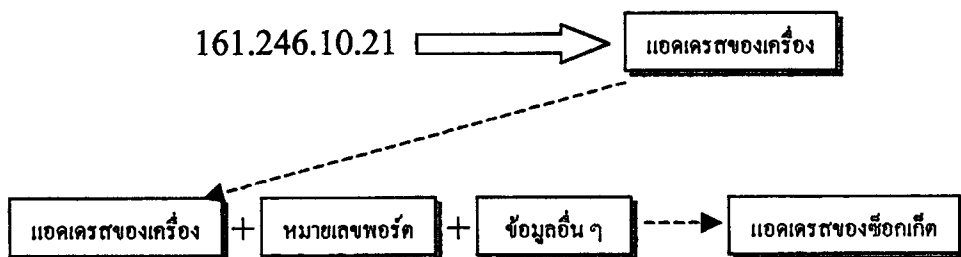 161.246.10.21 แอดเดรสของเครื่อง
แอดเดรสของเครื่อง + หมายเลขพอร์ต + ข้อมูลอื่น ๆ แอดเดรสของซ็อกเก็ต